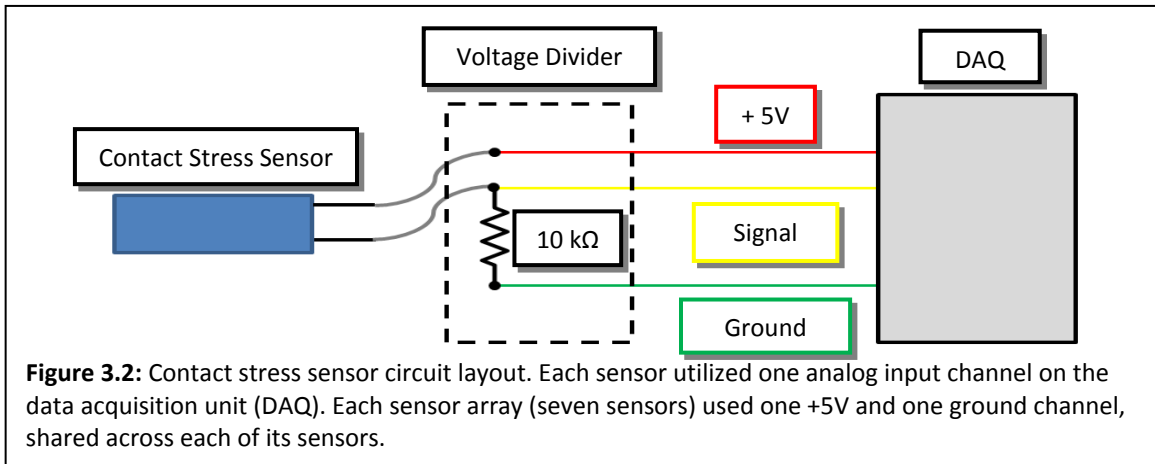 Voltage Divider
DAQ
+ 5V
Contact Stress Sensor
10 kΩ
Signal
Ground
Figure 3.2: Contact stress sensor circuit layout. Each sensor utilized one analog input channel on the
data acquisition unit (DAQ). Each sensor array (seven sensors) used one +5V and one ground channel,
shared across each of its sensors.